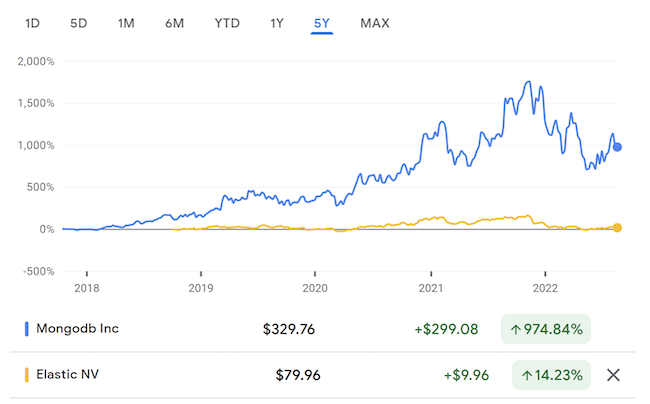 1D 5D 1M 6M YTD 1Y 5Y MAX
2,000%
1,500%
1,000%
500%
0%
-500%
2018 2019 2020 2021 2022
Mongodb Inc $329.76 +$299.08 ↑974.84%
Elastic NV $79.96 +$9.96 ↑14.23% ✕